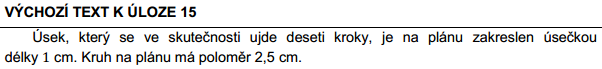 VÝCHOZÍ TEXT K ÚLOZE 15
Úsek, který se ve skutečnosti ujde deseti kroky, je na plánu zakreslen úsečkou
délky 1 cm. Kruh na plánu má poloměr 2,5 cm.